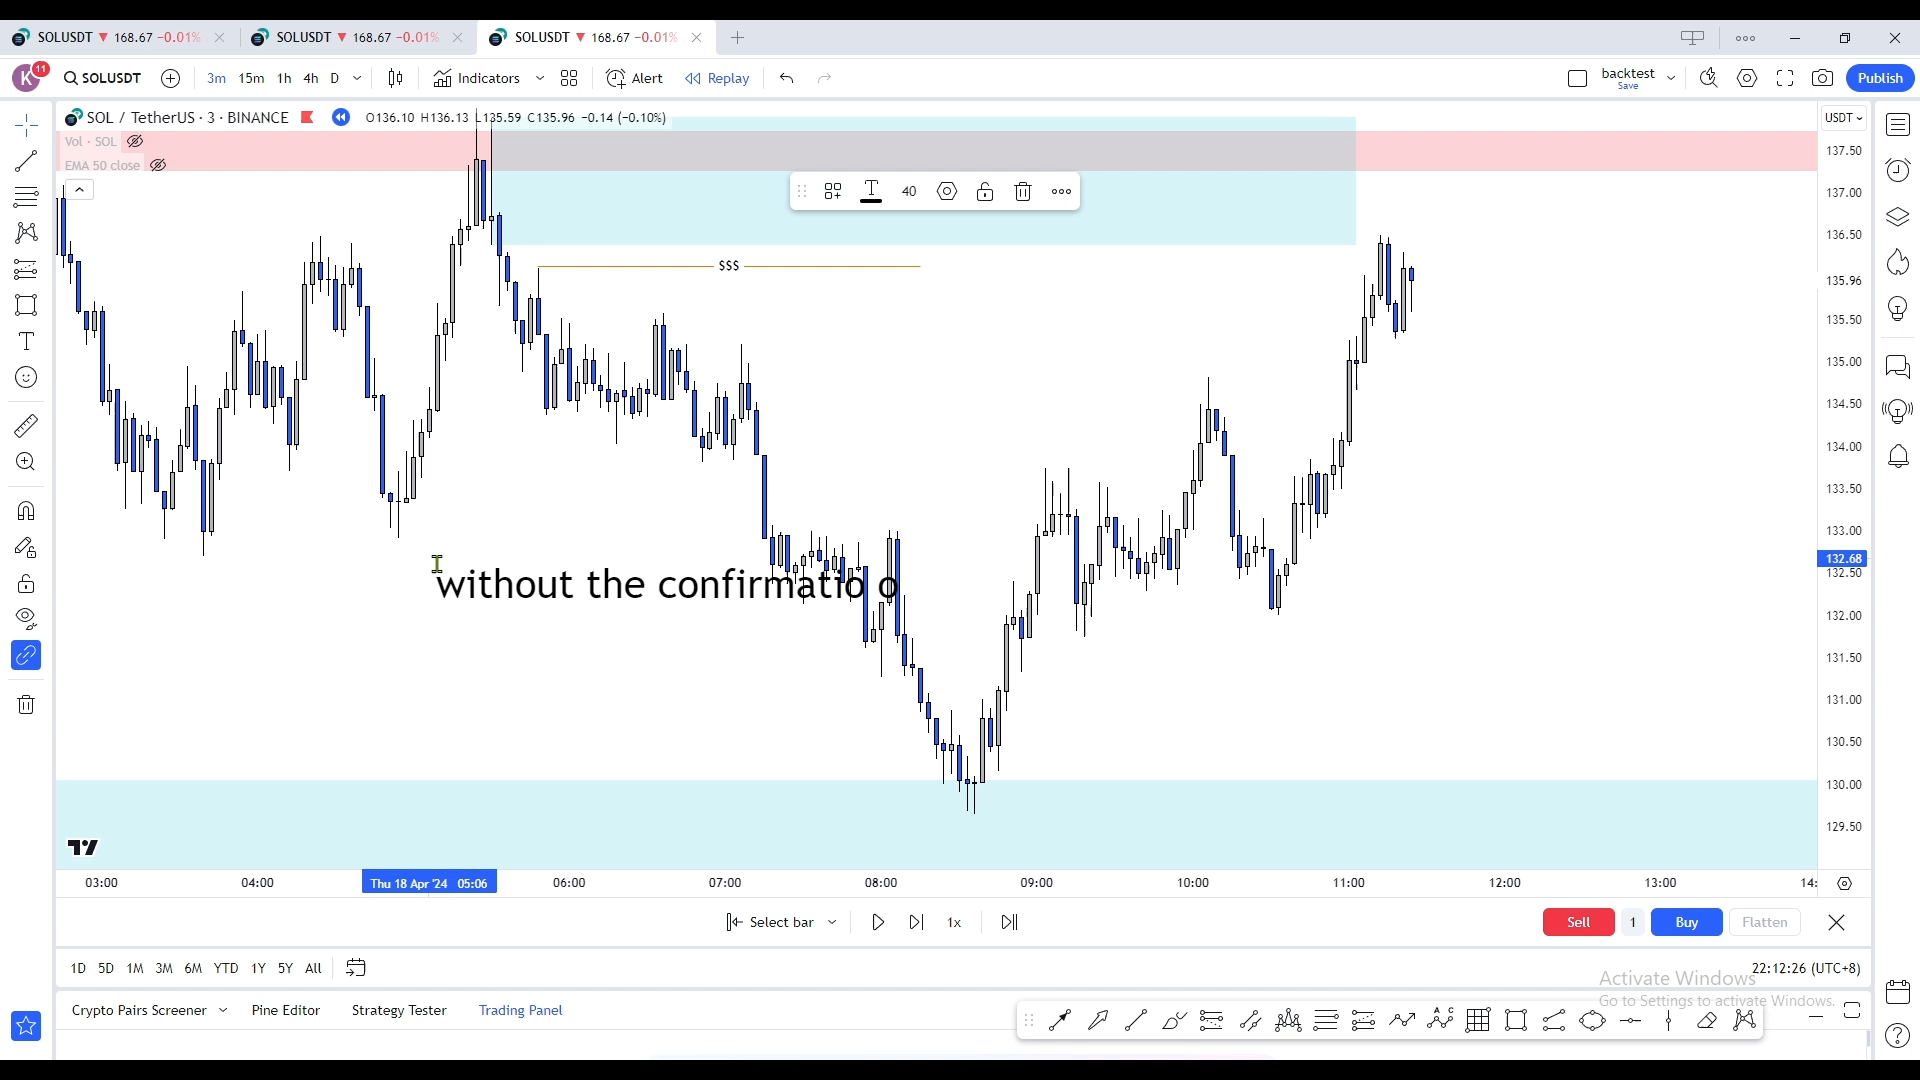 SOLUSDT 168.67 -0.01%
SOLUSDT 168.67 -0.01%
SOLUSDT 168.67 -0.01%
K 11 SOLUSDT 3m 15m 1h 4h D Indicators Alert Replay backtest Save Publish
SOL / TetherUS · 3 · BINANCE O136.10 H136.13 L135.59 C135.96 -0.14 (-0.10%)
USDT
Vol · SOL
EMA 50 close
40
$$$
without the confirmatio o
137.50
137.00
136.50
135.96
135.50
135.00
134.50
134.00
133.50
133.00
132.68
132.50
132.00
131.50
131.00
130.50
130.00
129.50
03:00 04:00 Thu 18 Apr '24 05:06 06:00 07:00 08:00 09:00 10:00 11:00 12:00 13:00 14:
Select bar 1x Sell 1 Buy Flatten
1D 5D 1M 3M 6M YTD 1Y 5Y All 22:12:26 (UTC+8)
Activate Windows
Go to Settings to activate Windows.
Crypto Pairs Screener Pine Editor Strategy Tester Trading Panel